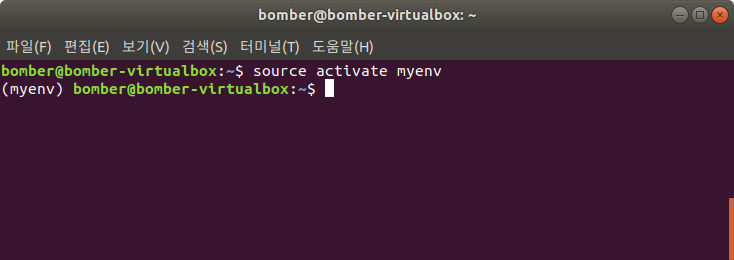 bomber@bomber-virtualbox: ~
파일(F) 편집(E) 보기(V) 검색(S) 터미널(T) 도움말(H)
bomber@bomber-virtualbox:~$ source activate myenv
(myenv) bomber@bomber-virtualbox:~$